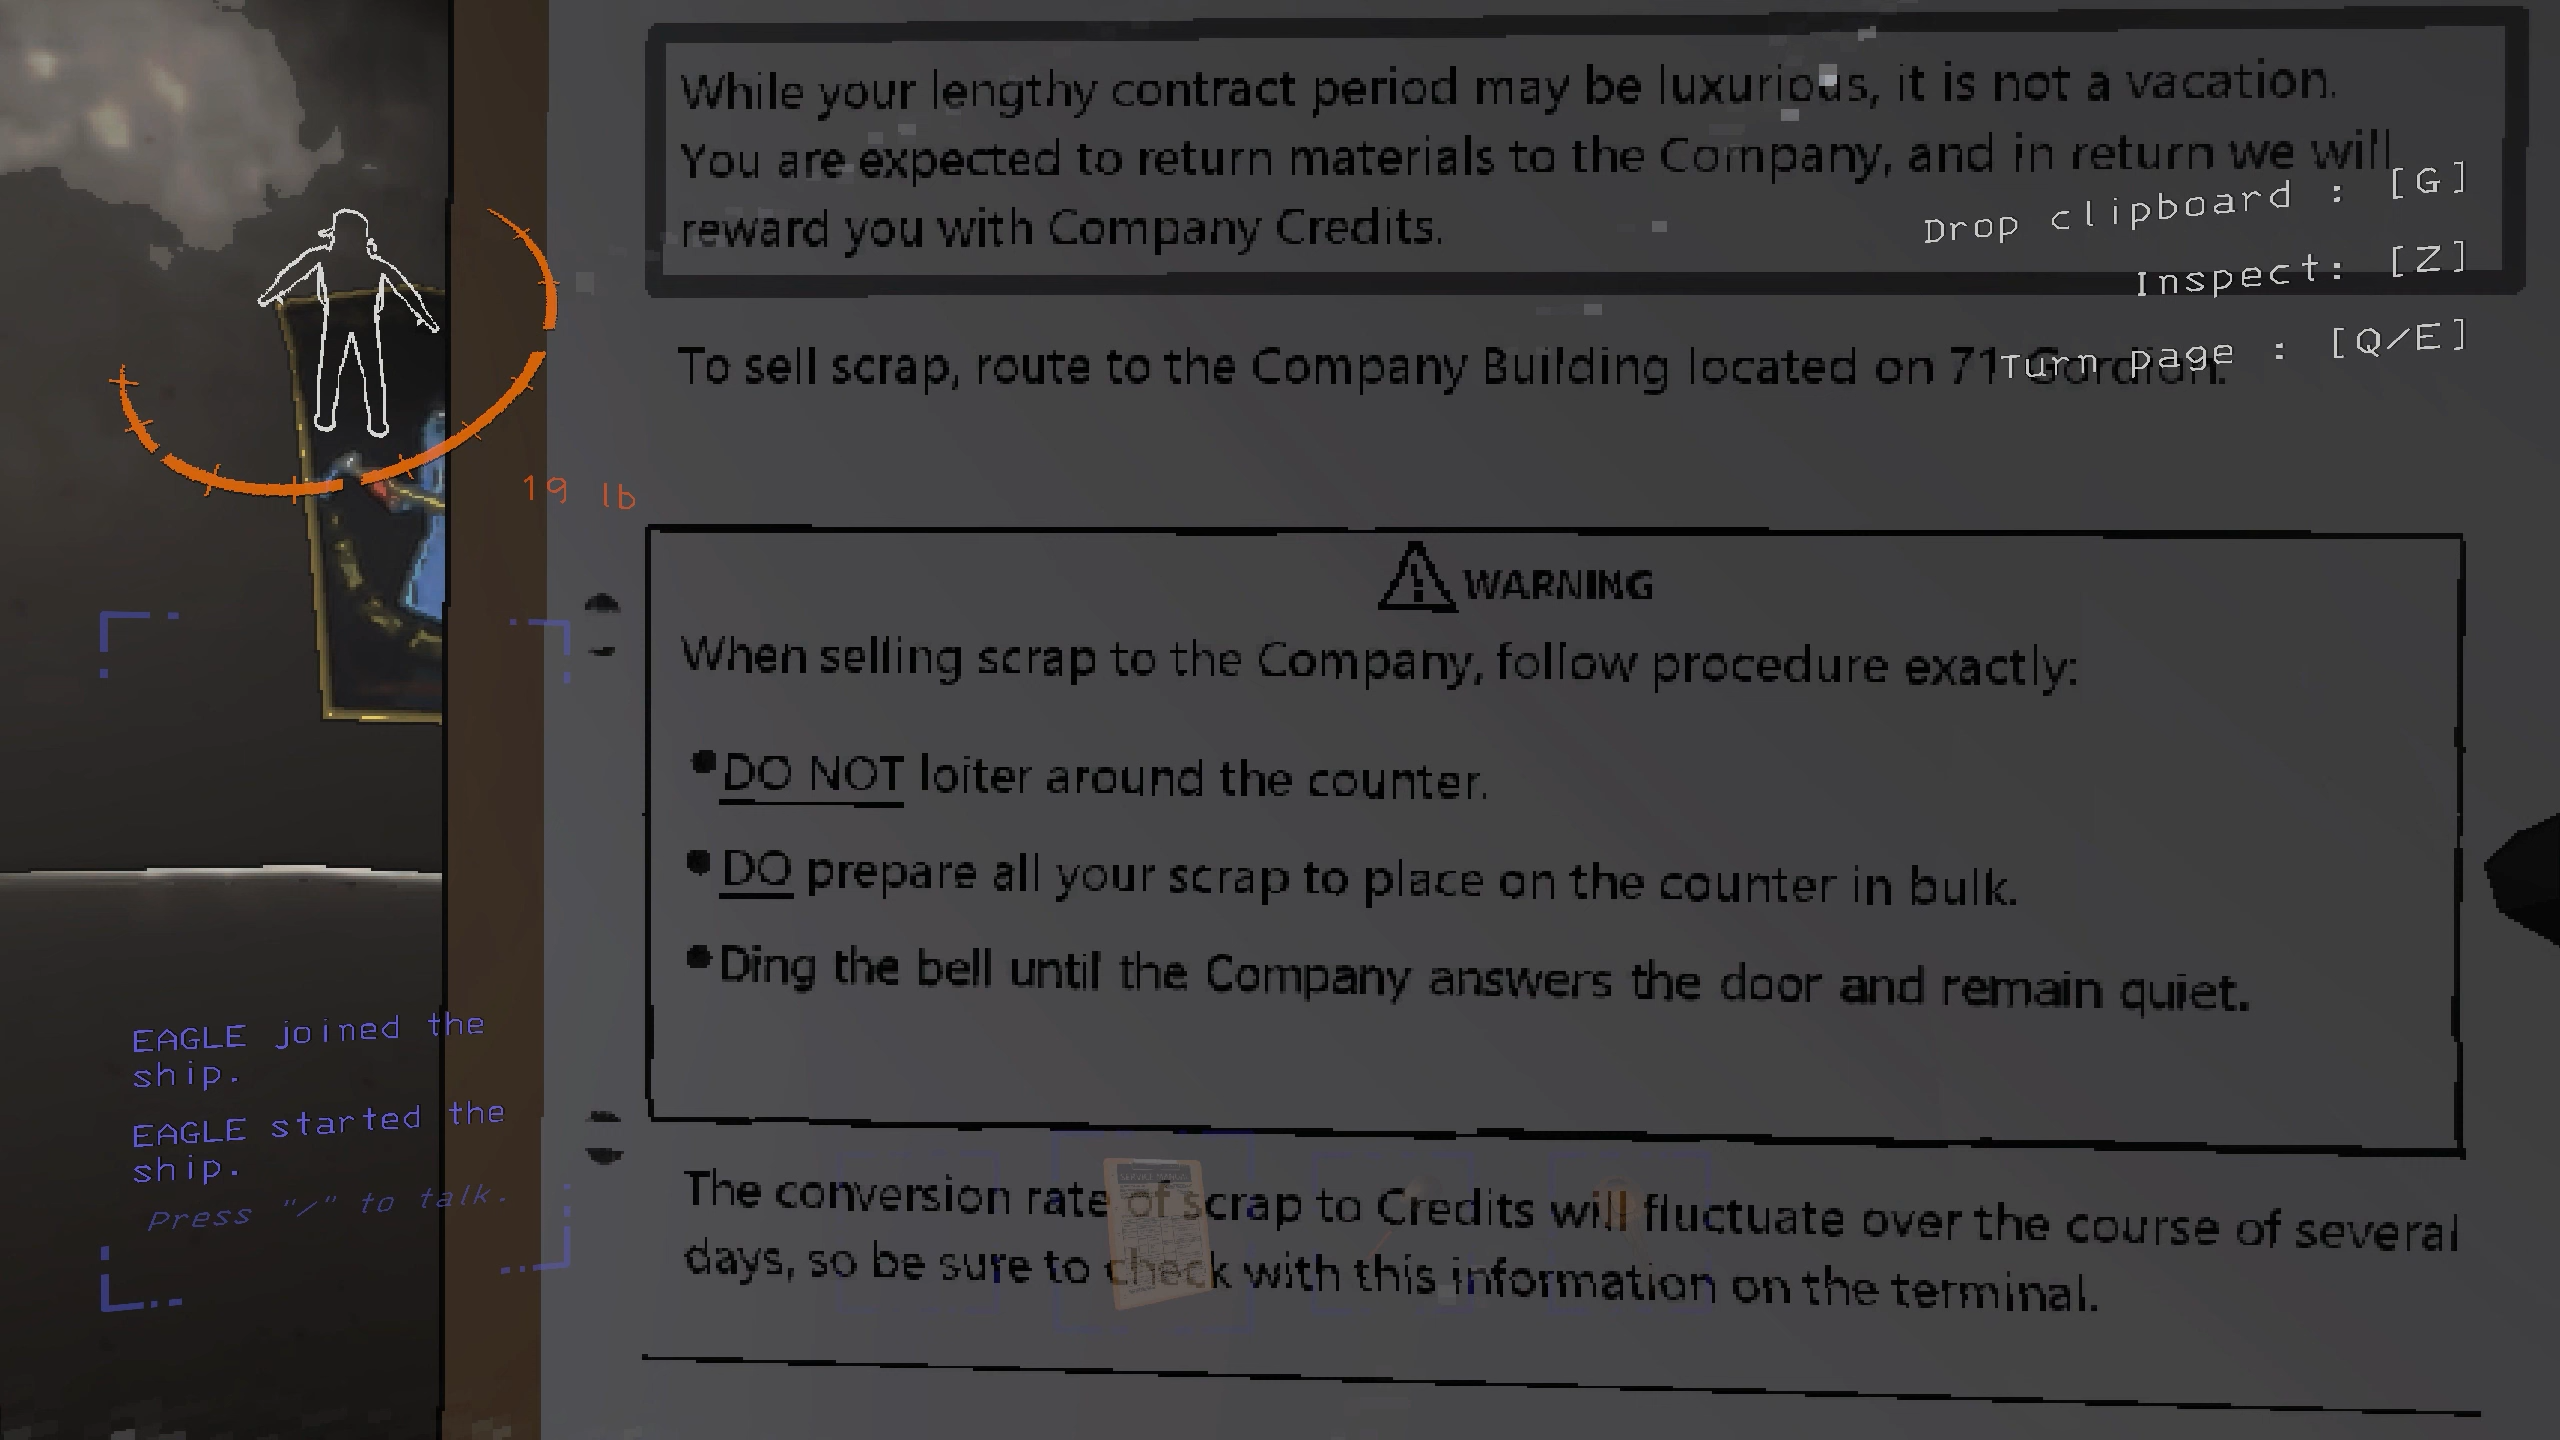 While your lengthy contract period may be luxurious, it is not a vacation.
You are expected to return materials to the Company, and in return we will
reward you with Company Credits.
Drop clipboard : [G]
Inspect: [Z]
Turn page : [Q/E]
To sell scrap, route to the Company Building located on 71-Gordion.
19 lb
WARNING
When selling scrap to the Company, follow procedure exactly:
•DO NOT loiter around the counter.
•DO prepare all your scrap to place on the counter in bulk.
•Ding the bell until the Company answers the door and remain quiet.
EAGLE joined the
ship.
EAGLE started the
ship.
Press "/" to talk.
The conversion rate of scrap to Credits will fluctuate over the course of several
days, so be sure to check with this information on the terminal.